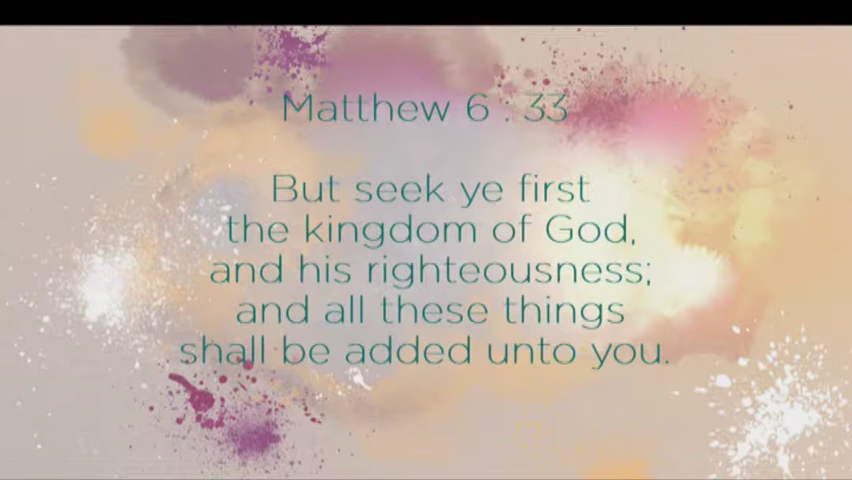 Matthew 6 : 33
But seek ye first
the kingdom of God,
and his righteousness;
and all these things
shall be added unto you.